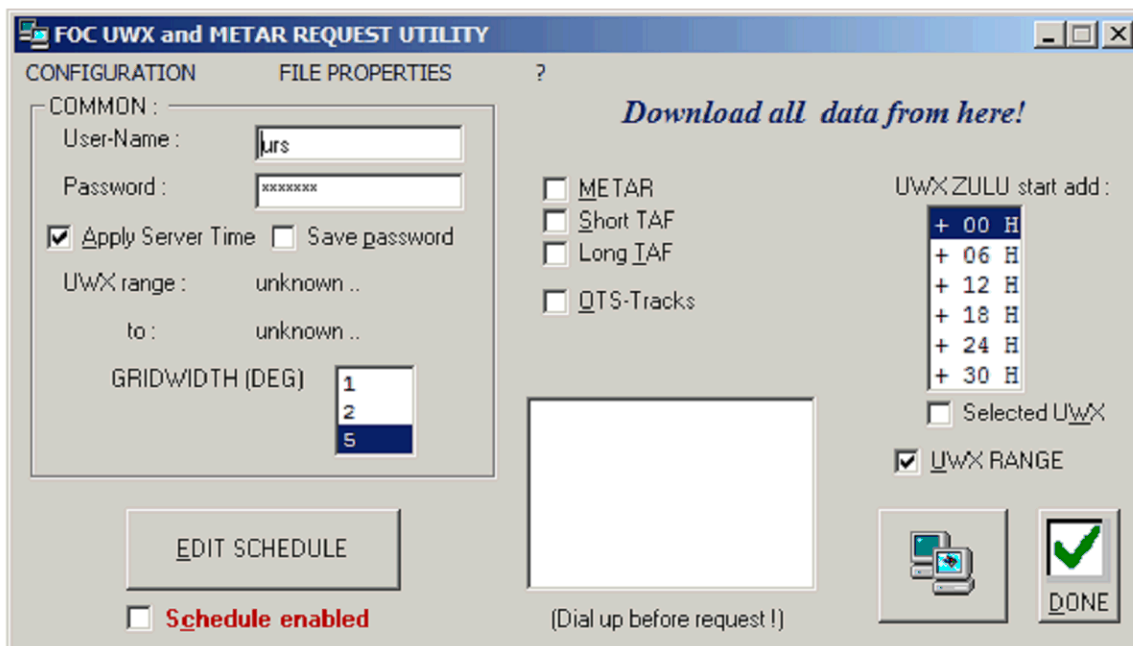 FOC UWX and METAR REQUEST UTILITY
CONFIGURATION FILE PROPERTIES ?
COMMON :
User-Name :
urs
Password :
xxxxxxx
Apply Server Time
Save password
UWX range : unknown ..
to : unknown ..
GRIDWIDTH (DEG)
1
2
5
EDIT SCHEDULE
Schedule enabled
Download all data from here!
METAR
Short TAF
Long TAF
OTS-Tracks
(Dial up before request !)
UWX ZULU start add :
+ 00 H
+ 06 H
+ 12 H
+ 18 H
+ 24 H
+ 30 H
Selected UWX
UWX RANGE
DONE